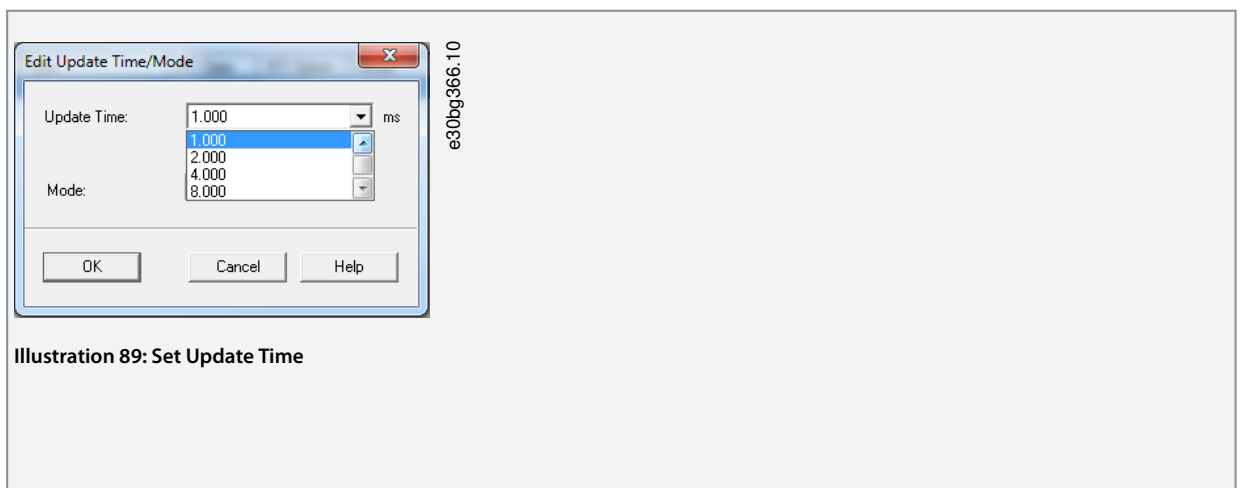 Edit Update Time/Mode
Update Time: 1.000 ms
1.000
2.000
4.000
Mode: 8.000
OK Cancel Help
e30bg366.10
Illustration 89: Set Update Time